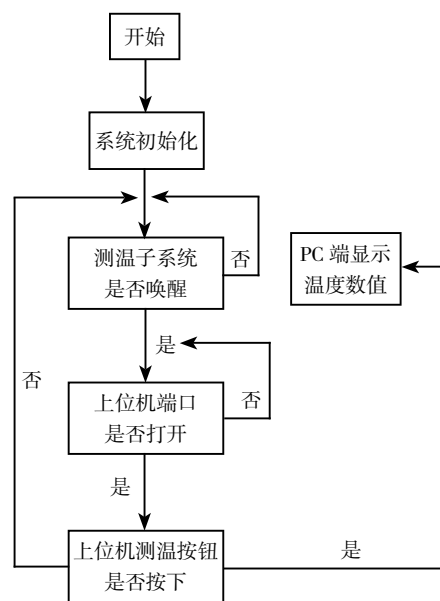 开始
系统初始化
测温子系统
是否唤醒
否
PC 端显示
温度数值
是
否
上位机端口
是否打开
否
是
上位机测温按钮
是否按下
是